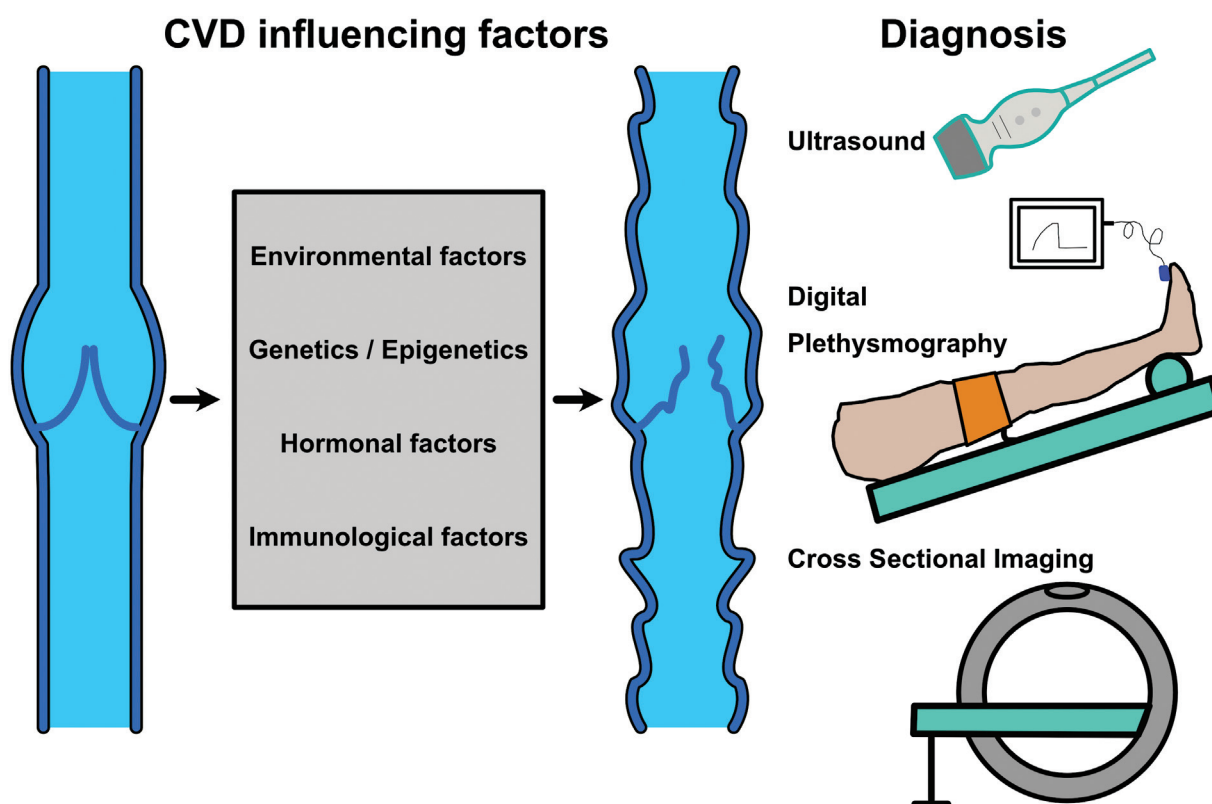 CVD influencing factors
Environmental factors
Genetics / Epigenetics
Hormonal factors
Immunological factors
Diagnosis
Ultrasound
Digital
Plethysmography
Cross Sectional Imaging